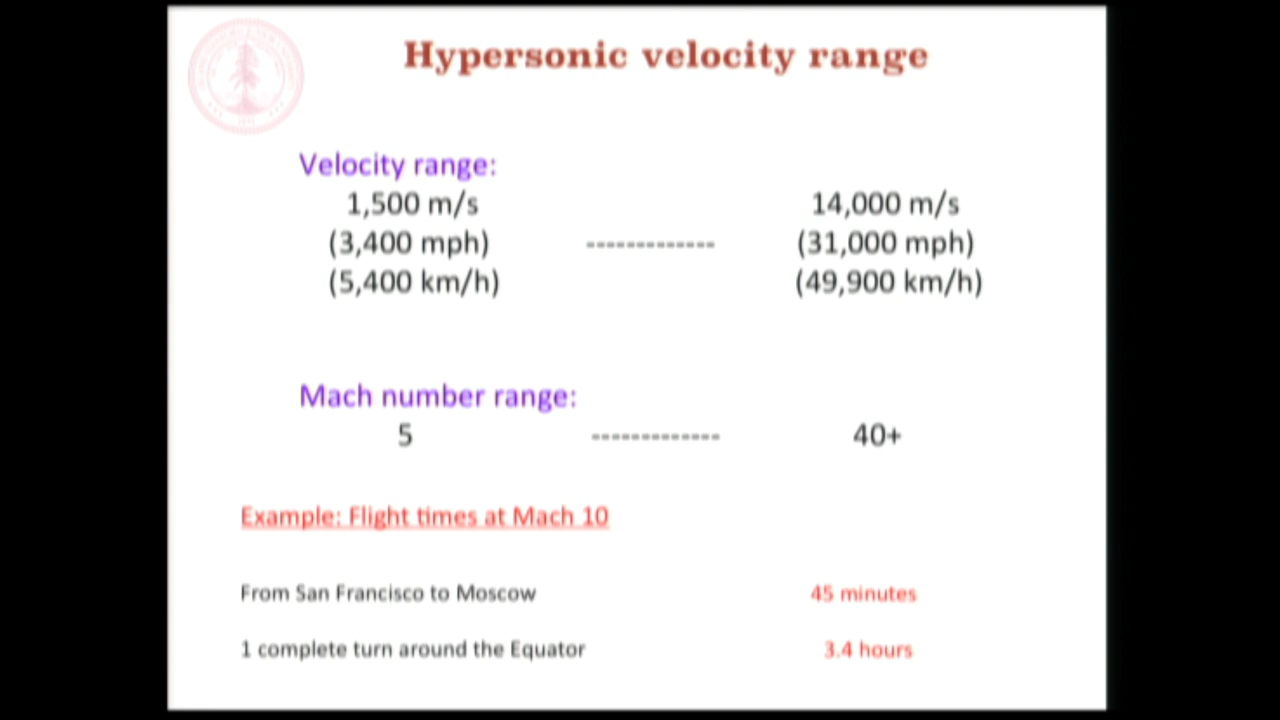 Hypersonic velocity range
Velocity range:
1,500 m/s 14,000 m/s
(3,400 mph) ------------- (31,000 mph)
(5,400 km/h) (49,900 km/h)
Mach number range:
5 ------------- 40+
Example: Flight times at Mach 10
From San Francisco to Moscow 45 minutes
1 complete turn around the Equator 3.4 hours